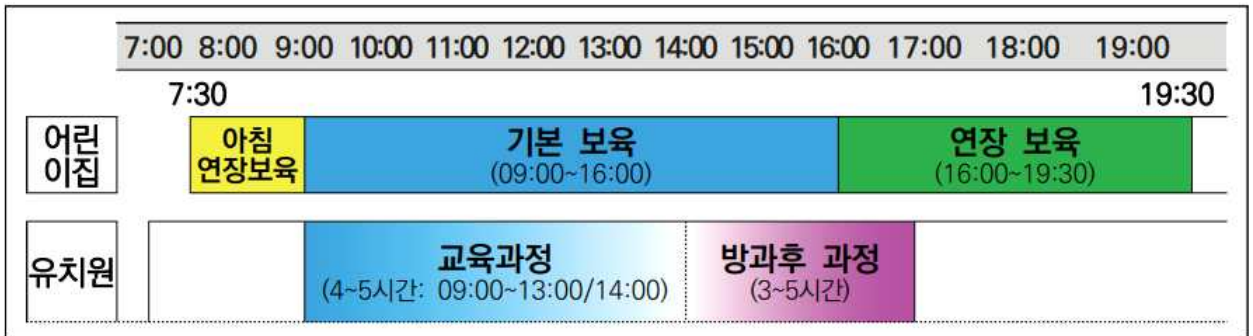 7:00 8:00 9:00 10:00 11:00 12:00 13:00 14:00 15:00 16:00 17:00 18:00 19:00
7:30 19:30
어린
이집
아침
연장보육
기본 보육
(09:00~16:00)
연장 보육
(16:00~19:30)
유치원
교육과정
(4~5시간: 09:00~13:00/14:00)
방과후 과정
(3~5시간)